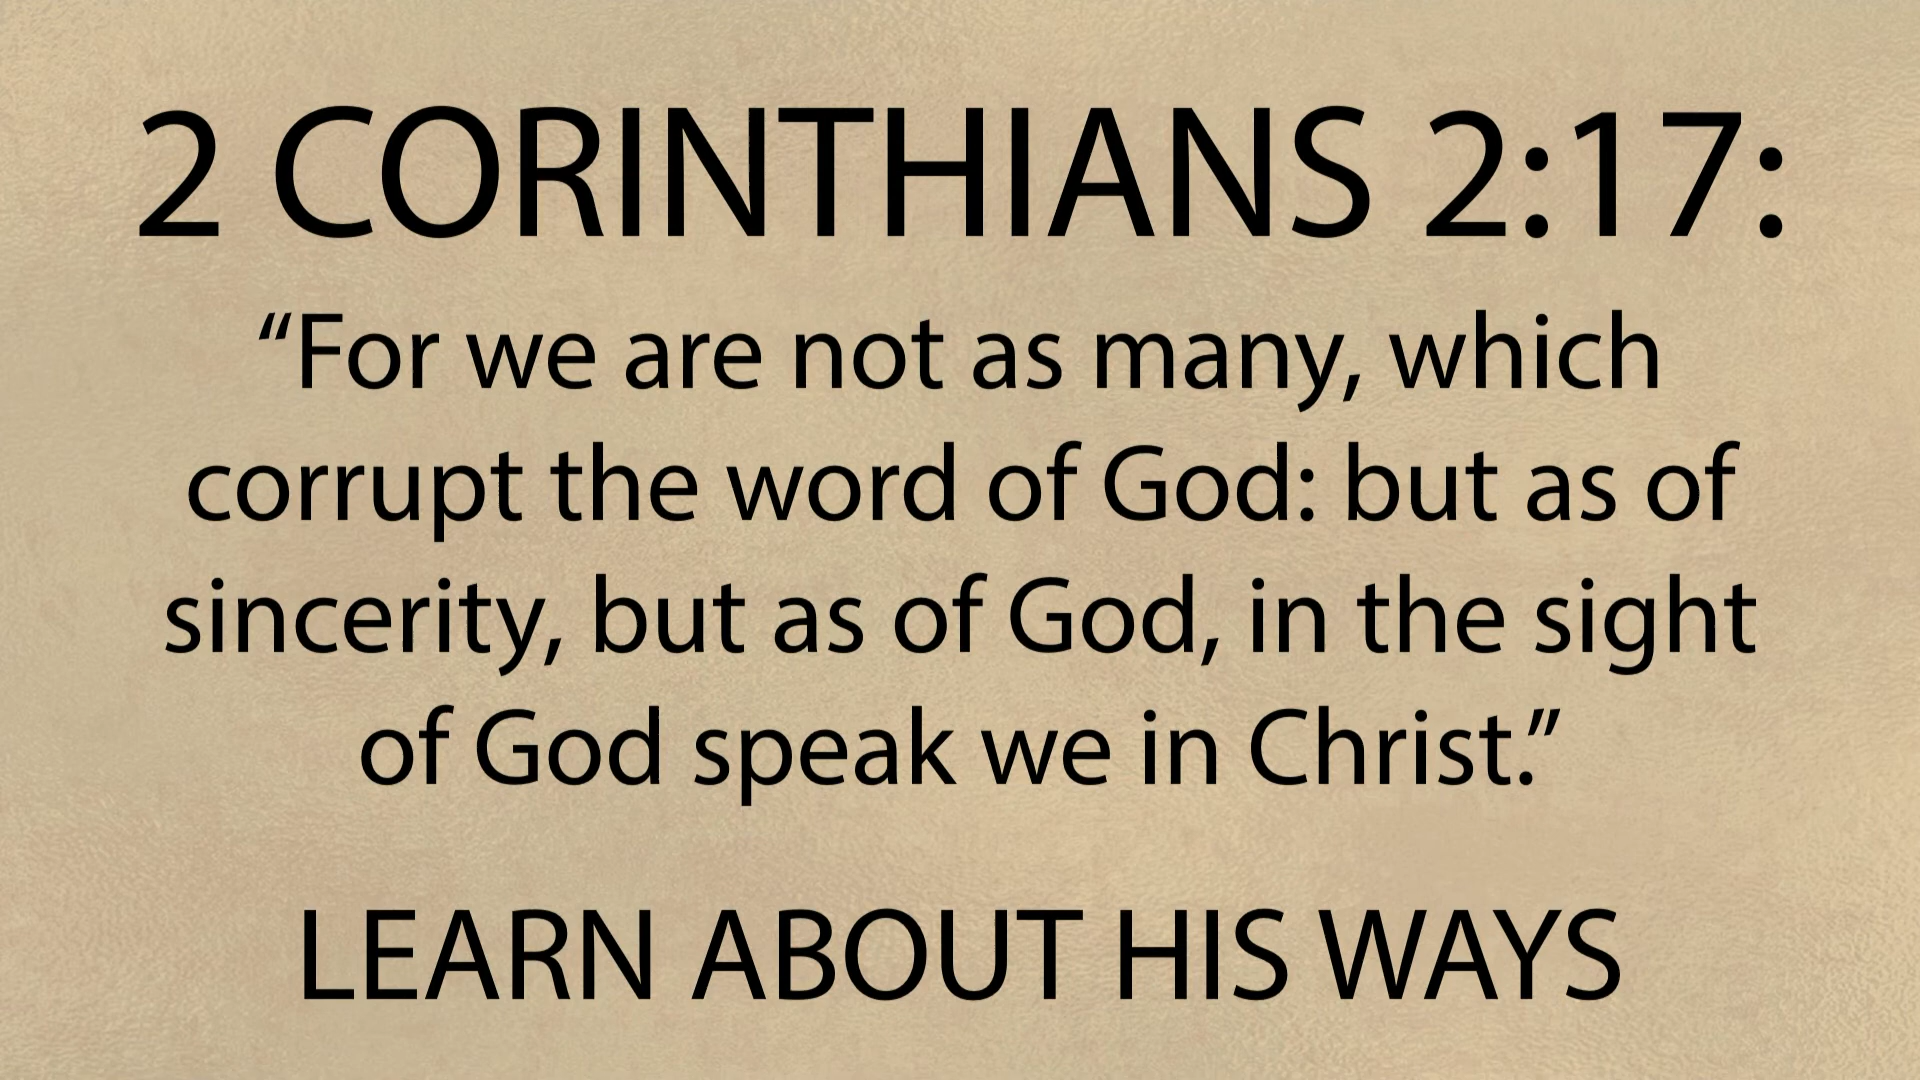 2 CORINTHIANS 2:17:
“For we are not as many, which
corrupt the word of God: but as of
sincerity, but as of God, in the sight
of God speak we in Christ.”
LEARN ABOUT HIS WAYS